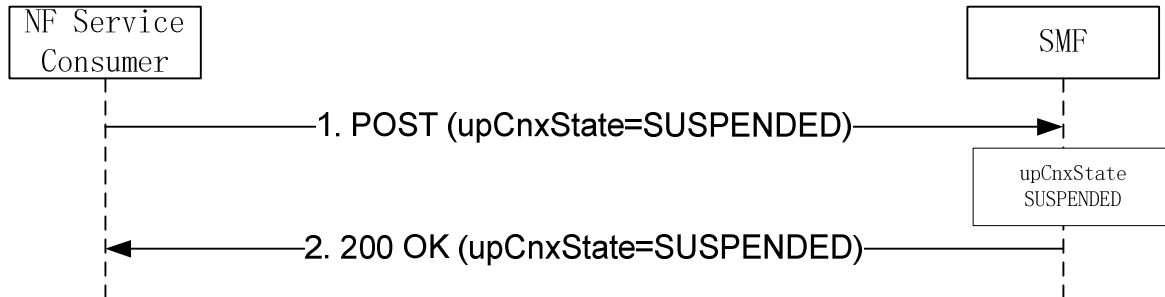 NF Service
Consumer
SMF
1. POST (upCnxState=SUSPENDED)
upCnxState
SUSPENDED
2. 200 OK (upCnxState=SUSPENDED)